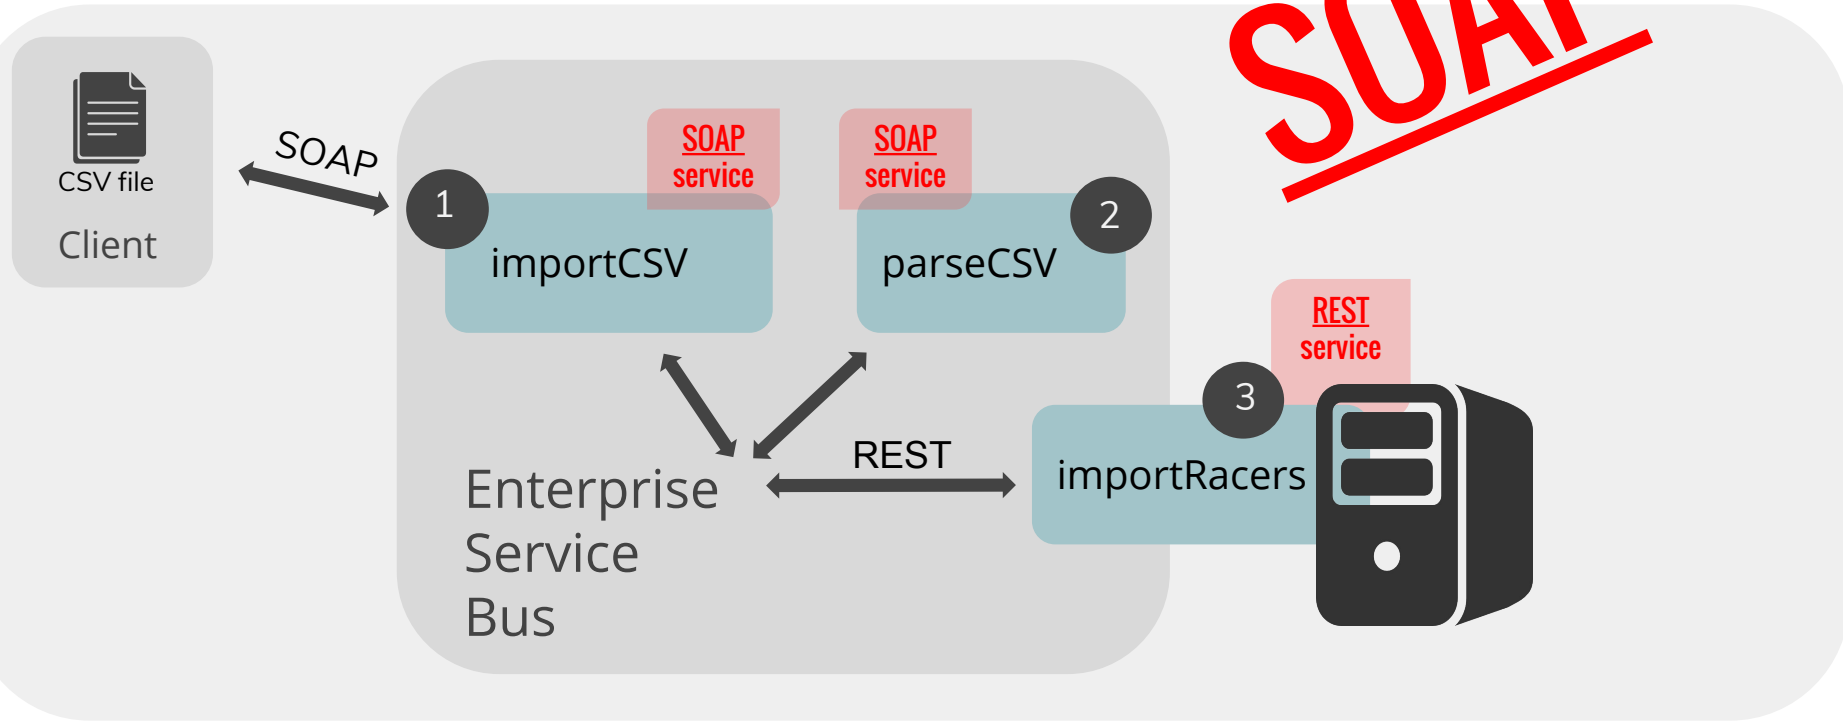 SOAP
CSV file
Client
SOAP
1
importCSV
SOAP
service
SOAP
service
2
parseCSV
REST
service
3
importRacers
REST
Enterprise
Service
Bus